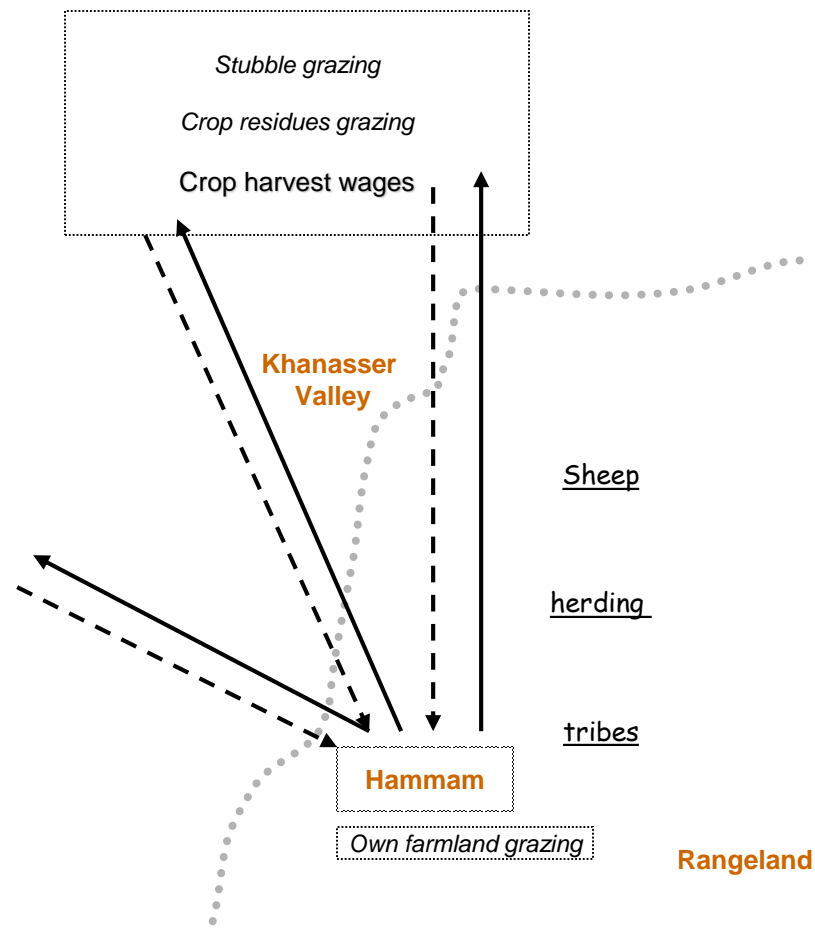 Stubble grazing
Crop residues grazing
Crop harvest wages
Khanasser
Valley
Sheep
herding
tribes
Hammam
Own farmland grazing
Rangeland